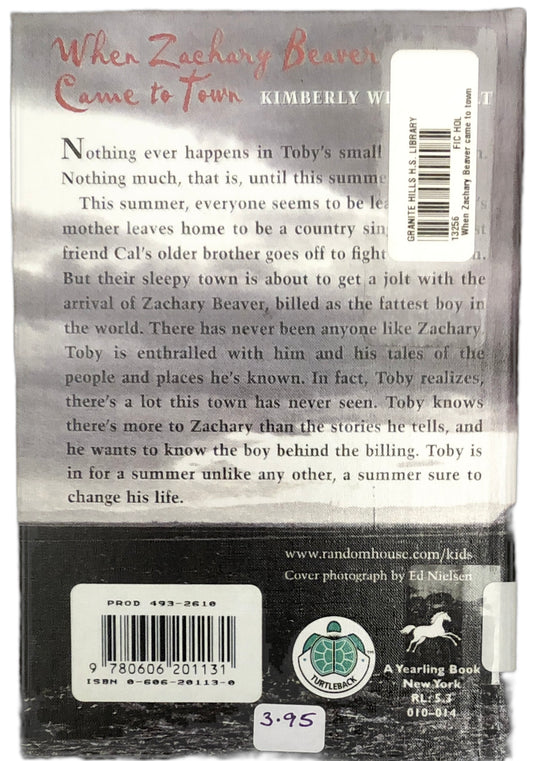 When Zachary Beaver
Came to Town KIMBERLY
Nothing ever happens in Toby's small
Nothing much, that is, until this summe
This summer, everyone seems to be lea
mother leaves home to be a country sin
friend Cal's older brother goes off to fight
But their sleepy town is about to get a jolt with the
arrival of Zachary Beaver, billed as the fattest boy in
the world. There has never been anyone like Zachary.
Toby is enthralled with him and his tales of the
people and places he's known. In fact, Toby realizes,
there's a lot this town has never seen. Toby knows
there's more to Zachary than the stories he tells, and
he wants to know the boy behind the billing. Toby is
in for a summer unlike any other, a summer sure to
change his life.
GRANITE HILLS H.S. LIBRARY
13256 FIC HOL
When Zachary Beaver came to town
www.randomhouse.com/kids
Cover photograph by Ed Nielsen
PROD 493-2610
9 780606 201131
ISBN 0-606-20113-0
TURTLEBACK
TM
A Yearling Book
New York
RL: 5.3
010-014
3.95